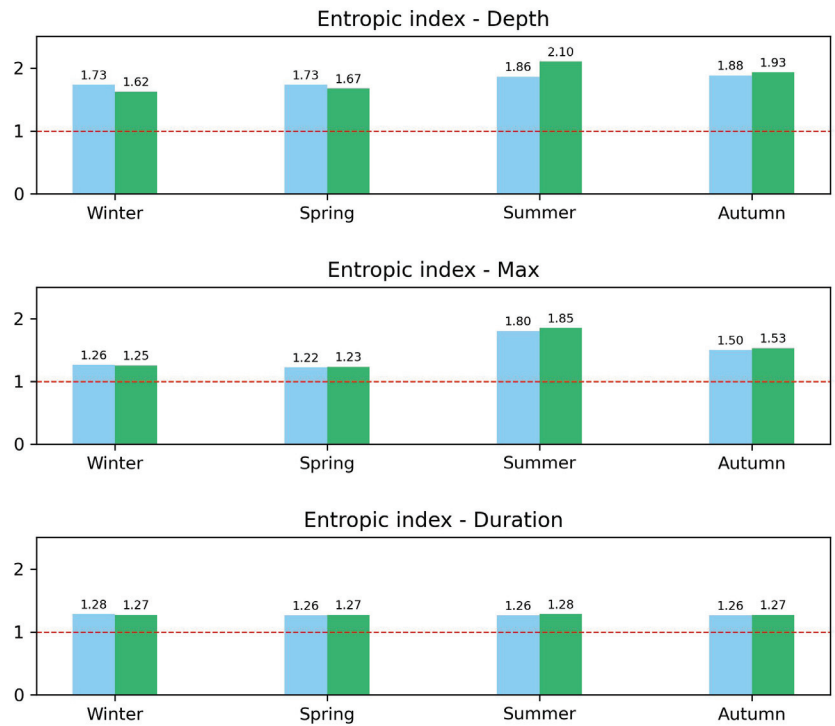 Entropic index - Depth
2
1
0
1.73
1.62
1.73
1.67
1.86
2.10
1.88
1.93
Winter
Spring
Summer
Autumn
Entropic index - Max
2
1
0
1.26
1.25
1.22
1.23
1.80
1.85
1.50
1.53
Winter
Spring
Summer
Autumn
Entropic index - Duration
2
1
0
1.28
1.27
1.26
1.27
1.26
1.28
1.26
1.27
Winter
Spring
Summer
Autumn